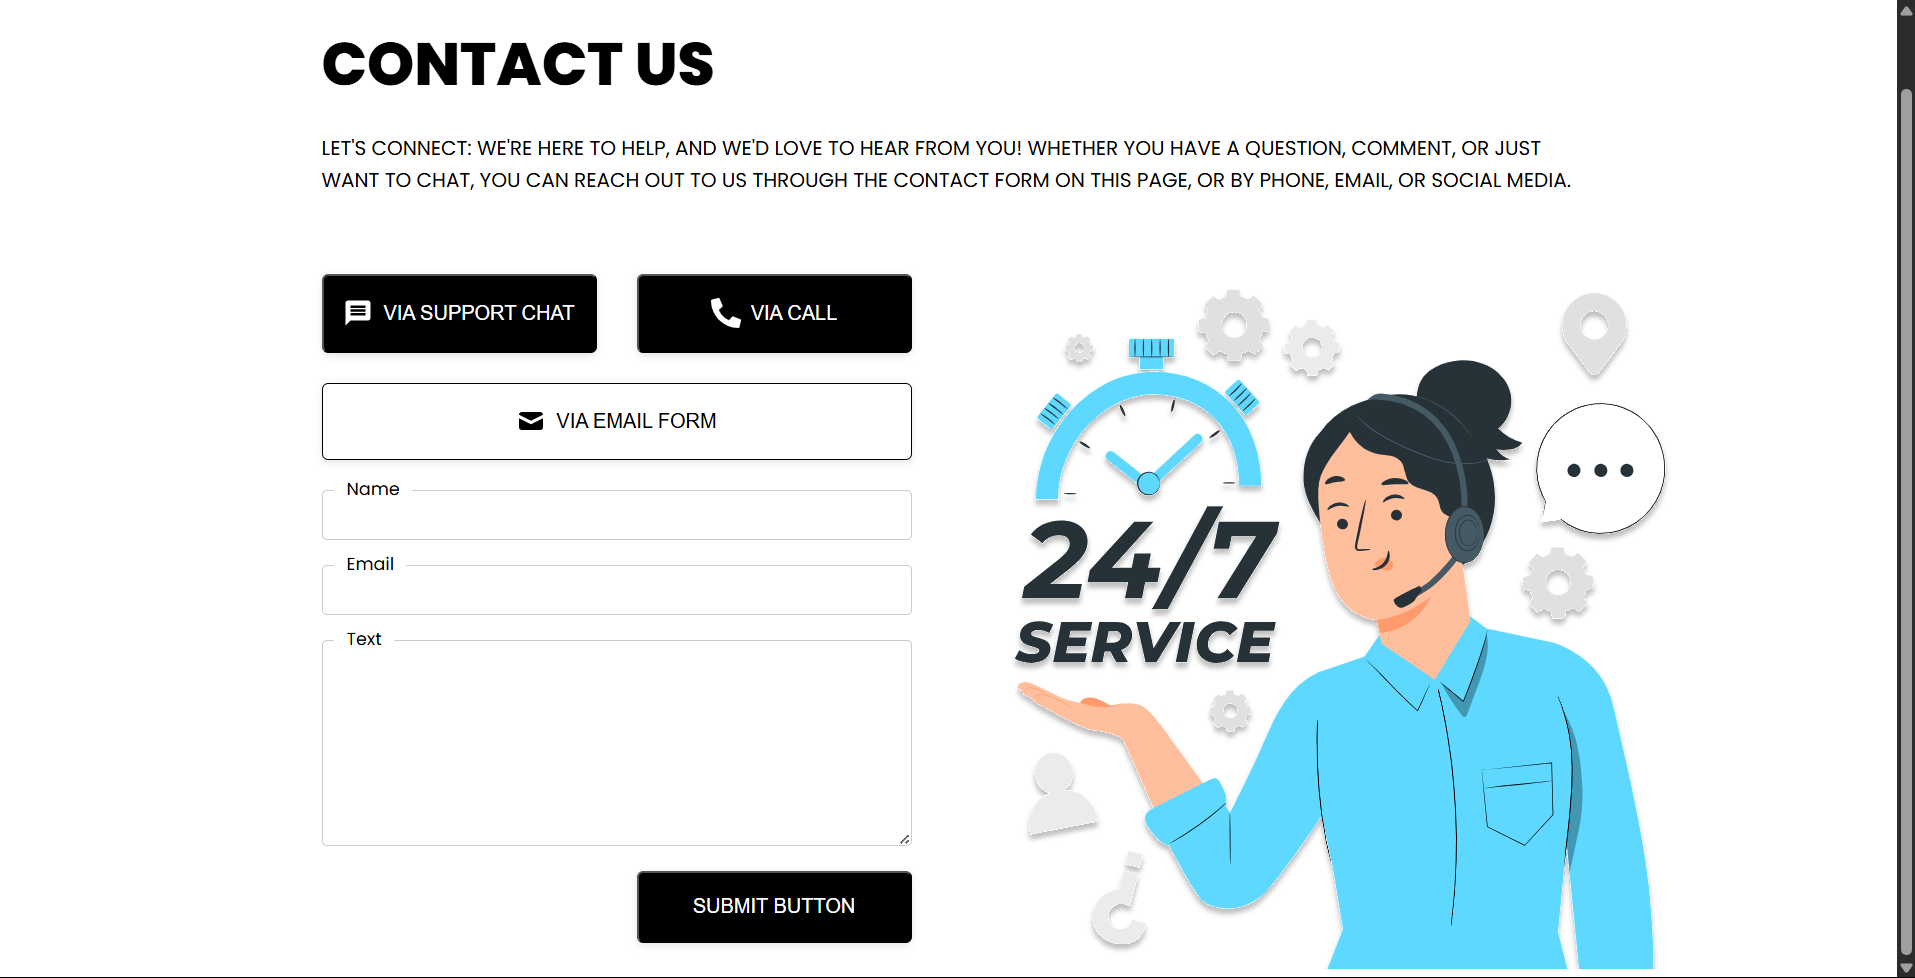 CONTACT US
LET'S CONNECT: WE'RE HERE TO HELP, AND WE'D LOVE TO HEAR FROM YOU! WHETHER YOU HAVE A QUESTION, COMMENT, OR JUST
WANT TO CHAT, YOU CAN REACH OUT TO US THROUGH THE CONTACT FORM ON THIS PAGE, OR BY PHONE, EMAIL, OR SOCIAL MEDIA.
VIA SUPPORT CHAT
VIA CALL
VIA EMAIL FORM
Name
Email
Text
SUBMIT BUTTON
24/7
SERVICE